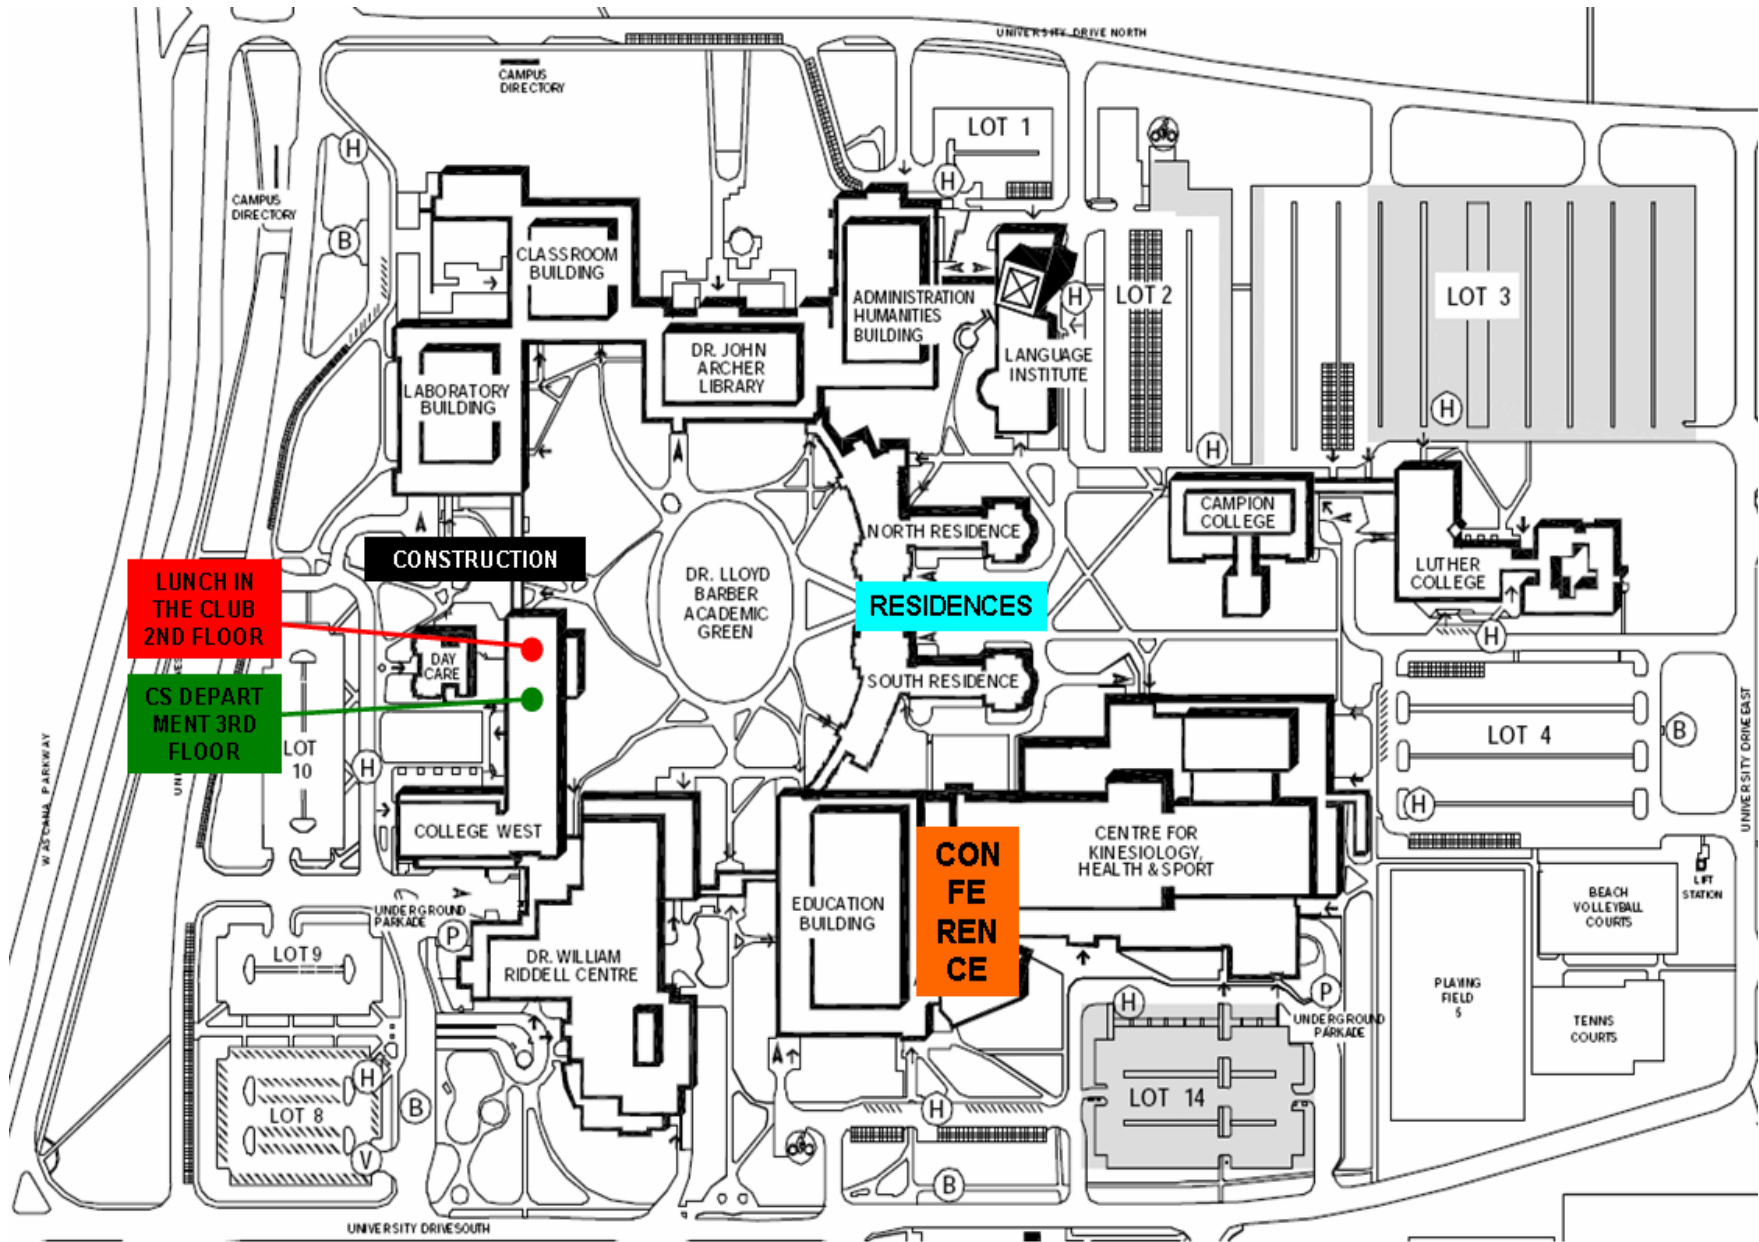 UNIVERSITY DRIVE NORTH
CAMPUS
DIRECTORY
LOT 1
H
H
CAMPUS
DIRECTORY
B
CLASSROOM
BUILDING
ADMINISTRATION
HUMANITIES
BUILDING
H
LOT 2
LOT 3
DR. JOHN
ARCHER
LIBRARY
LANGUAGE
INSTITUTE
LABORATORY
BUILDING
H
H
CAMPION
COLLEGE
NORTH RESIDENCE
CONSTRUCTION
LUTHER
COLLEGE
LUNCH IN
THE CLUB
2ND FLOOR
DR. LLOYD
BARBER
ACADEMIC
GREEN
RESIDENCES
H
DAY
CARE
SOUTH RESIDENCE
CS DEPART
MENT 3RD
FLOOR
LOT
10
H
LOT 4
B
H
WASCANA PARKWAY
UNIVERSITY DRIVE EAST
COLLEGE WEST
CENTRE FOR
KINESIOLOGY,
HEALTH & SPORT
CON
FE
REN
CE
LIFT
STATION
BEACH
VOLLEYBALL
COURTS
EDUCATION
BUILDING
UNDERGROUND
PARKADE
P
LOT 9
DR. WILLIAM
RIDDELL CENTRE
P
H
UNDERGROUND
PARKADE
PLAYING
FIELD
TENNS
COURTS
H
B
LOT 8
V
H
LOT 14
B
UNIVERSITY DRIVE SOUTH